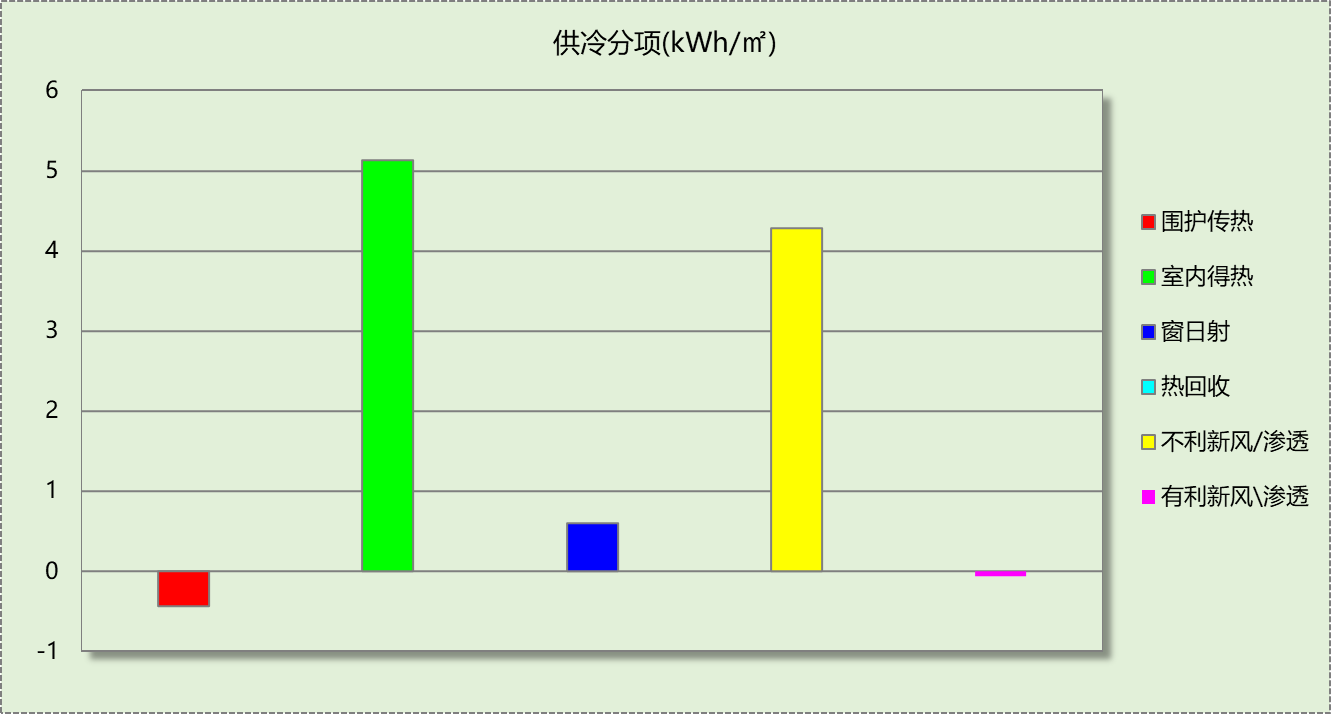 供冷分项(kWh/㎡)
6
5
4
3
2
1
0
-1
围护传热
室内得热
窗日射
热回收
不利新风/渗透
有利新风\渗透